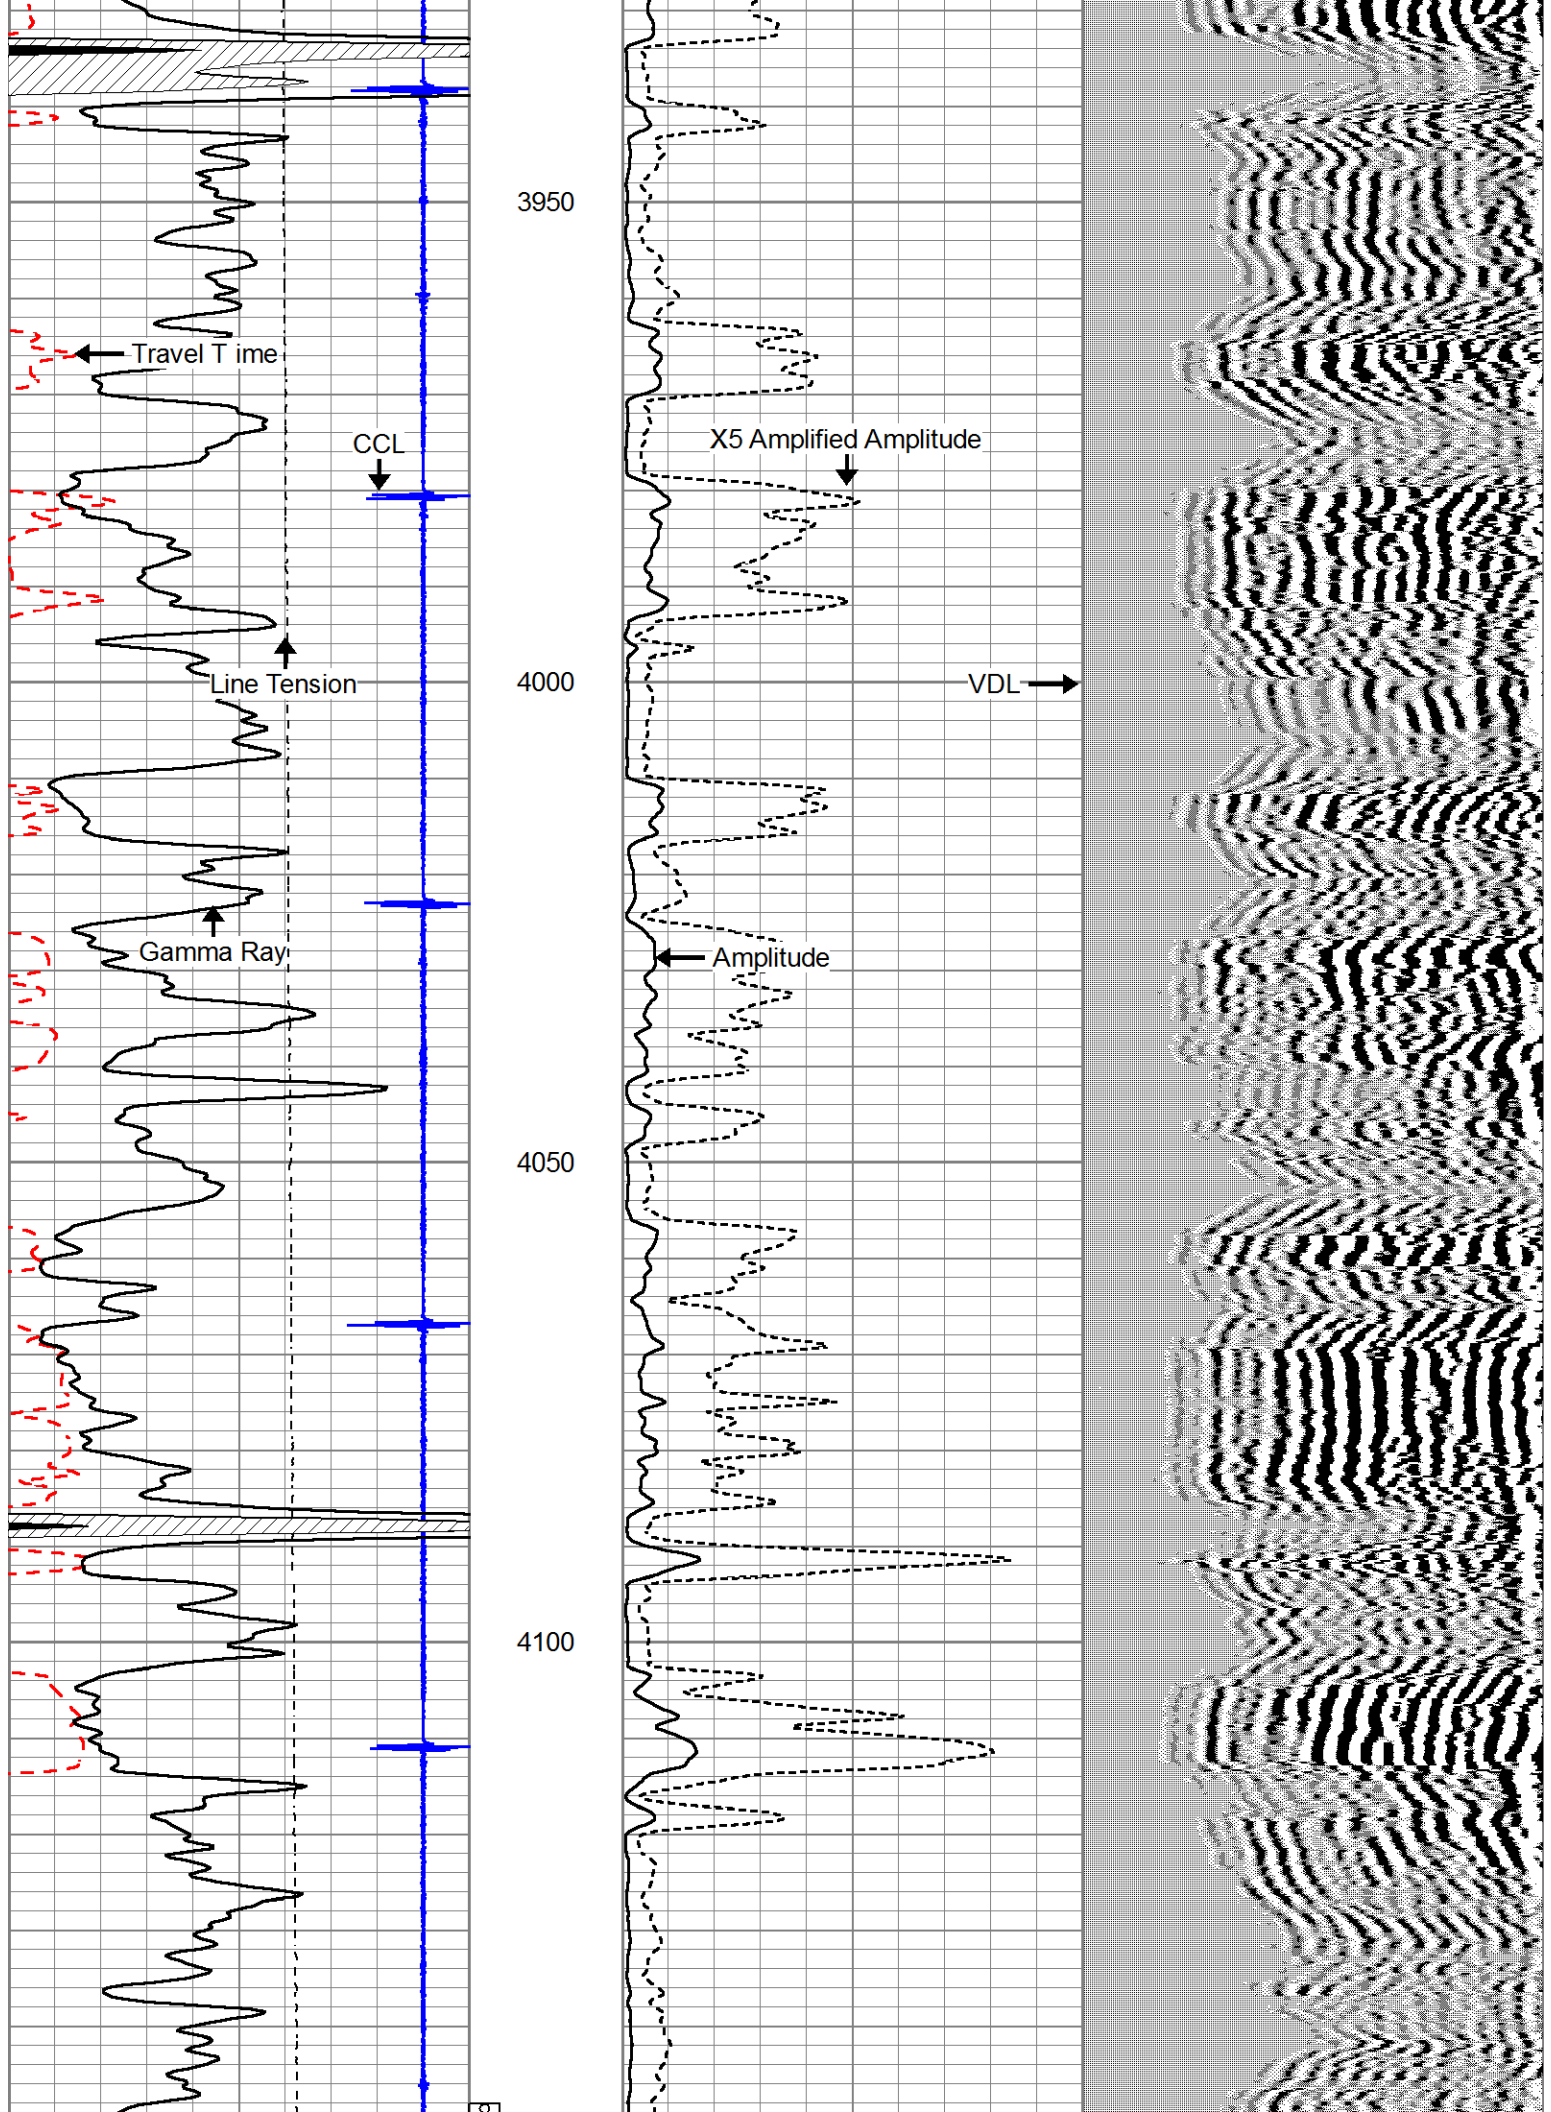 3950
Travel T ime
X5 Amplified Amplitude
CCL
Line Tension
4000
VDL
Gamma Ray
Amplitude
4050
4100